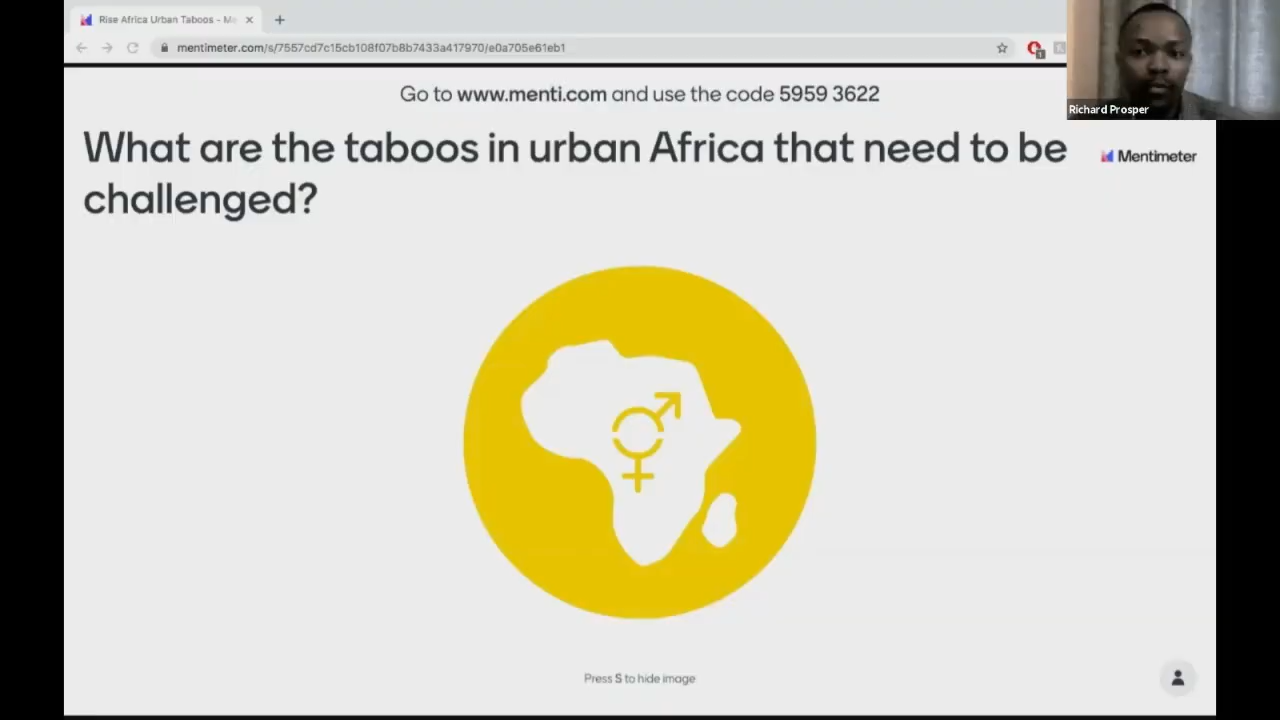 Rise Africa Urban Taboos - Me
mentimeter.com/s/7557cd7c15cb108f07b8b7433a417970/e0a705e61eb1
Richard Prosper
Go to www.menti.com and use the code 5959 3622
What are the taboos in urban Africa that need to be
challenged?
Mentimeter
Press S to hide image